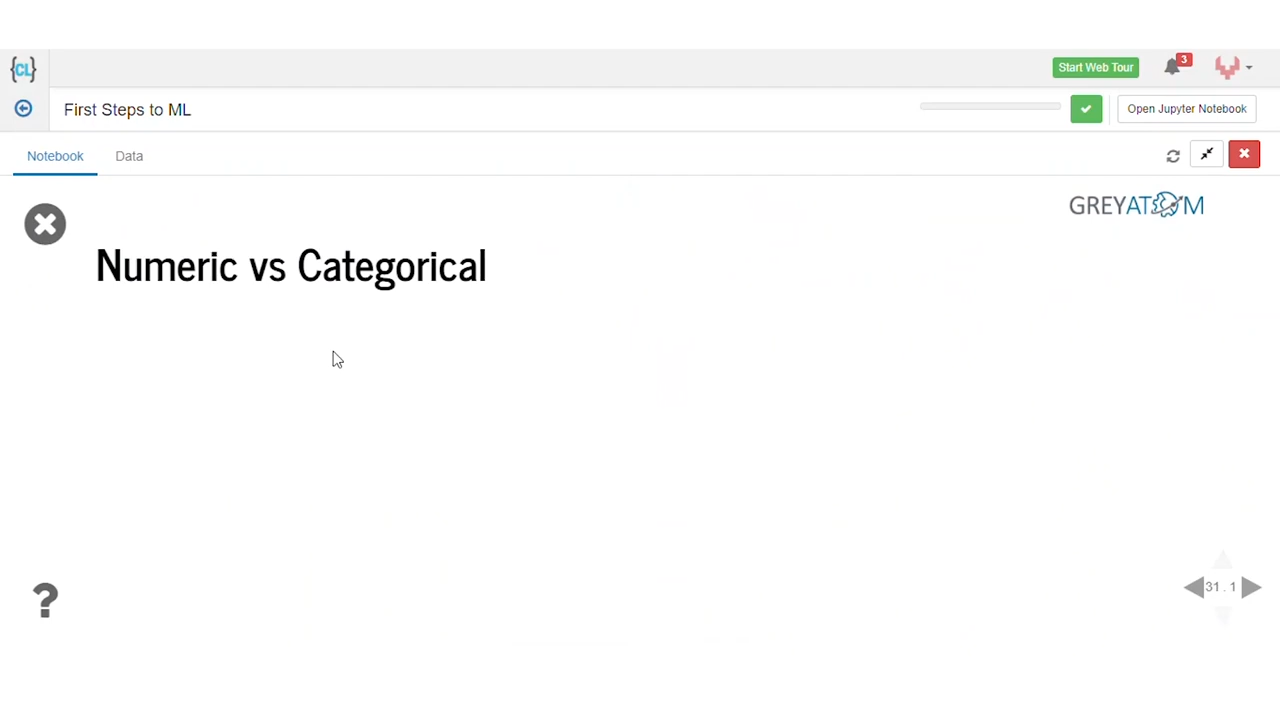 {CL}
Start Web Tour
3
First Steps to ML
Open Jupyter Notebook
Notebook
Data
GREYATOM
Numeric vs Categorical
?
31.1